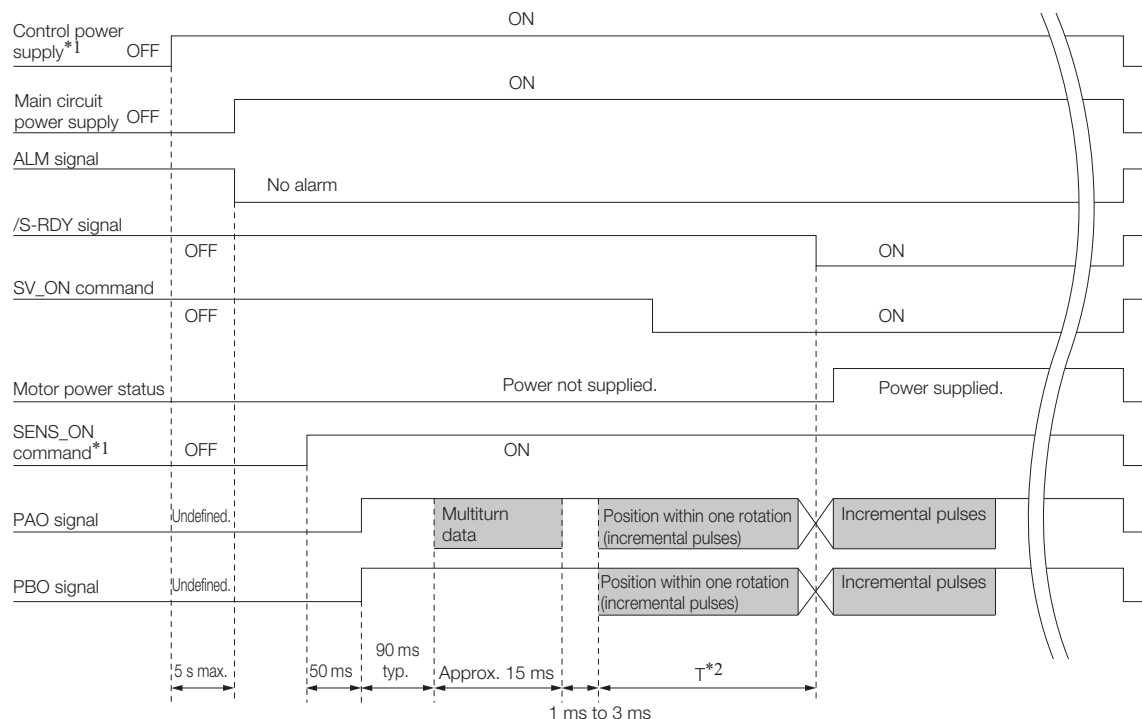 ON
Control power
supply*1 OFF
ON
Main circuit
power supply OFF
ALM signal
No alarm
/S-RDY signal
OFF
ON
SV_ON command
OFF
ON
Motor power status
Power not supplied.
Power supplied.
SENS_ON
command*1
OFF
ON
PAO signal
Undefined.
Multiturn
data
Position within one rotation
(incremental pulses)
Incremental pulses
PBO signal
Undefined.
Position within one rotation
(incremental pulses)
Incremental pulses
5 s max.
50 ms
90 ms
typ.
Approx. 15 ms
T*2
1 ms to 3 ms